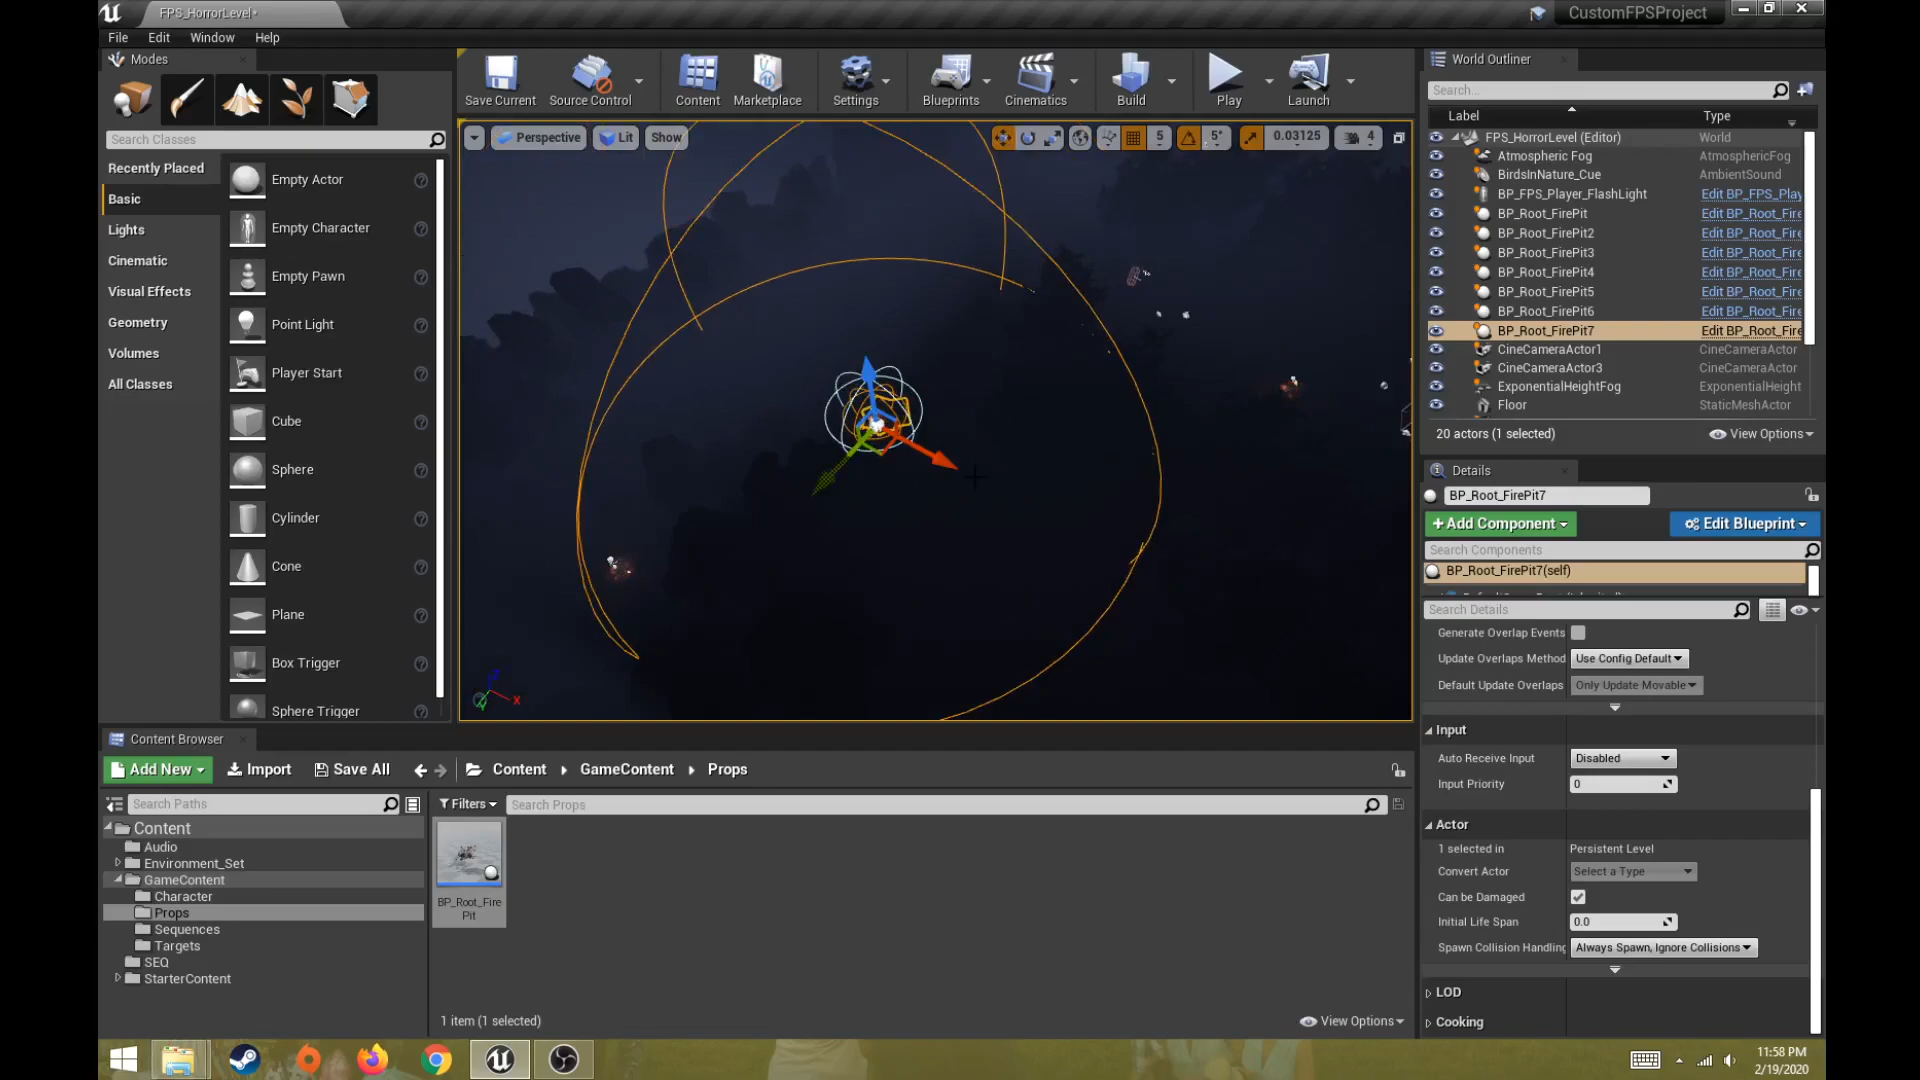 FPS_HorrorLevel*
CustomFPSProject
File Edit Window Help
Modes
Search Classes
Recently Placed
Basic
Lights
Cinematic
Visual Effects
Geometry
Volumes
All Classes
Empty Actor
Empty Character
Empty Pawn
Point Light
Player Start
Cube
Sphere
Cylinder
Cone
Plane
Box Trigger
Sphere Trigger
Save Current
Source Control
Content
Marketplace
Settings
Blueprints
Cinematics
Build
Play
Launch
Perspective
Lit
Show
5
5°
0.03125
4
X
World Outliner
Search...
Label Type
FPS_HorrorLevel (Editor) World
Atmospheric Fog AtmosphericFog
BirdsInNature_Cue AmbientSound
BP_FPS_Player_FlashLight Edit BP_FPS_Play
BP_Root_FirePit Edit BP_Root_Fire
BP_Root_FirePit2 Edit BP_Root_Fire
BP_Root_FirePit3 Edit BP_Root_Fire
BP_Root_FirePit4 Edit BP_Root_Fire
BP_Root_FirePit5 Edit BP_Root_Fire
BP_Root_FirePit6 Edit BP_Root_Fire
BP_Root_FirePit7 Edit BP_Root_Fire
CineCameraActor1 CineCameraActor
CineCameraActor3 CineCameraActor
ExponentialHeightFog ExponentialHeight
Floor StaticMeshActor
20 actors (1 selected)
View Options
Details
BP_Root_FirePit7
+Add Component
Edit Blueprint
Search Components
BP_Root_FirePit7(self)
Search Details
Generate Overlap Events
Update Overlaps Method Use Config Default
Default Update Overlaps Only Update Movable
Input
Auto Receive Input Disabled
Input Priority 0
Actor
1 selected in Persistent Level
Convert Actor Select a Type
Can be Damaged
Initial Life Span 0.0
Spawn Collision Handling Always Spawn, Ignore Collisions
LOD
Cooking
Content Browser
Add New
Import
Save All
Content
GameContent
Props
Search Paths
Filters
Search Props
Content
Audio
Environment_Set
GameContent
Character
Props
Sequences
Targets
SEQ
StarterContent
BP_Root_Fire
Pit
1 item (1 selected)
View Options
11:58 PM
2/19/2020